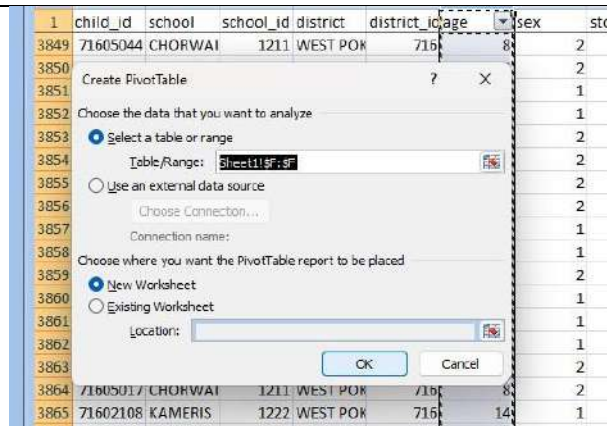 1 child_id school school_id district district_id age sex sto
3849 71605044 CHORWAI 1211 WEST POK 716 8 2
3850 2
Create PivotTable ? X
3851 1
3852 Choose the data that you want to analyze 1
3853 Select a table or range 2
3854 Table/Range: Sheet1!$F:$F 2
3855 Use an external data source 2
3856 Choose Connection... 2
3857 Connection name: 1
3858 1
Choose where you want the PivotTable report to be placed
3859 New Worksheet 2
3860 Existing Worksheet 1
3861 Location: 1
3862 1
3863 OK Cancel 2
3864 71605017 CHORWAI 1211 WEST POK 716 8 2
3865 71602108 KAMERIS 1222 WEST POK 716 14 1